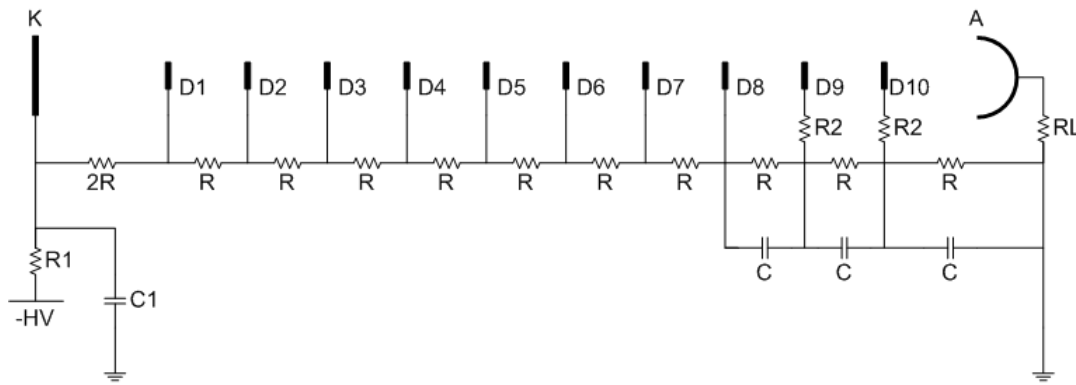 K
A
D1 D2 D3 D4 D5 D6 D7 D8 D9 D10
R2 R2 RL
2R R R R R R R R R R R
R1
C C C
C1
-HV